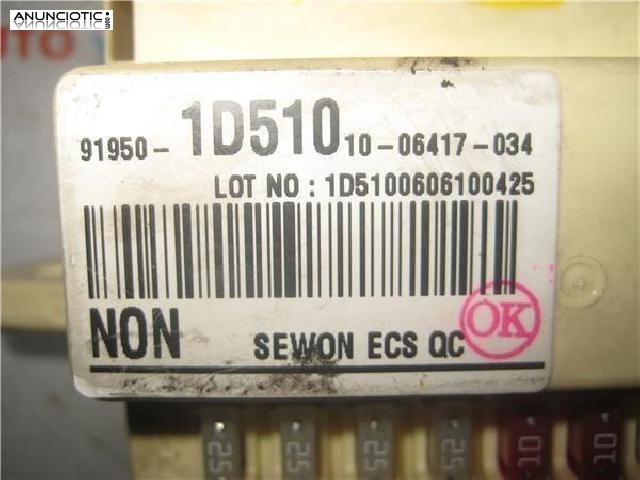 ANUNCIOTIC.com
91950- 1D510 10-06417-034
LOT NO : 1D5100606100425
NON SEWON ECS QC OK
25 25 25 25 10 10